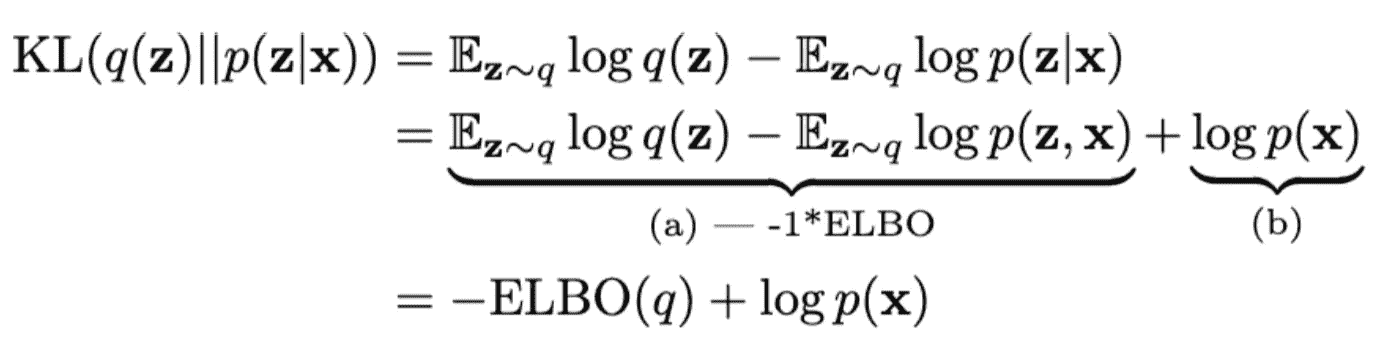 KL(q(𝐳)||p(𝐳|𝐱)) = 𝔼_{𝐳∼q} log q(𝐳) − 𝔼_{𝐳∼q} log p(𝐳|𝐱)
= 𝔼_{𝐳∼q} log q(𝐳) − 𝔼_{𝐳∼q} log p(𝐳, 𝐱) + log p(𝐱)
(a) — -1*ELBO (b)
= −ELBO(q) + log p(𝐱)